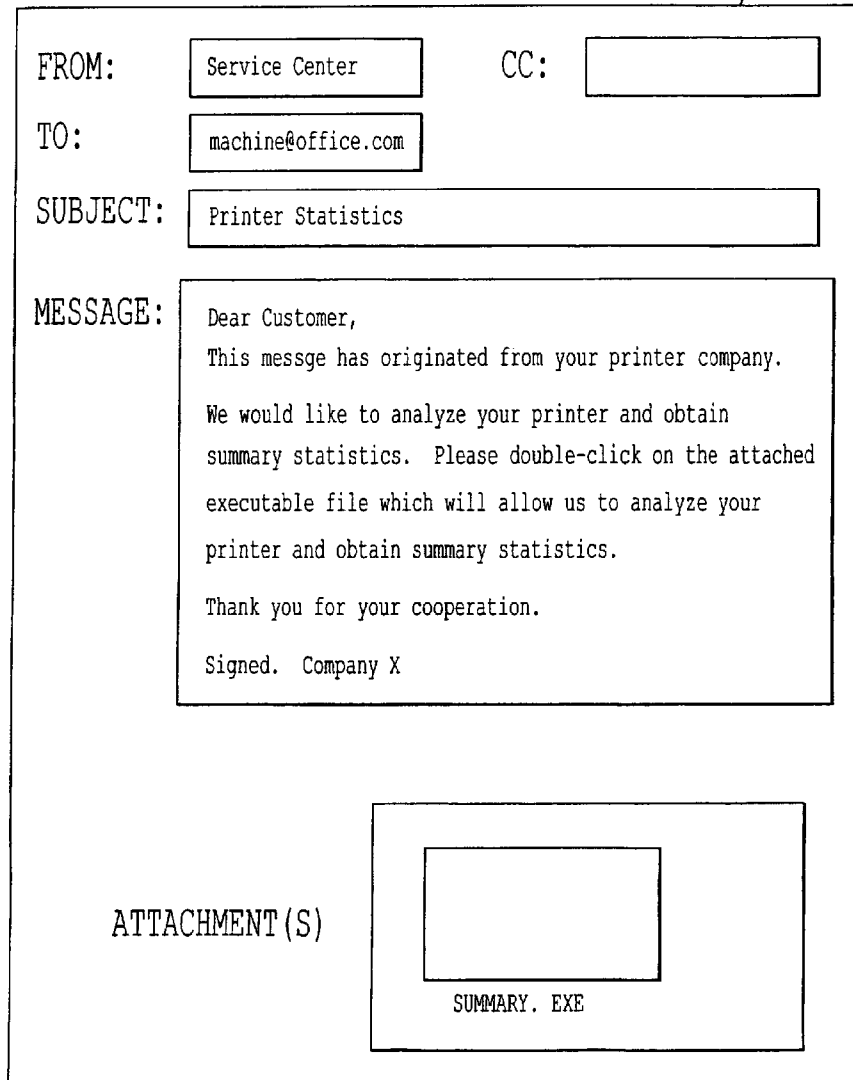 FROM: Service Center CC:
TO: machine@office.com
SUBJECT: Printer Statistics
MESSAGE: Dear Customer,
This messge has originated from your printer company.
We would like to analyze your printer and obtain
summary statistics. Please double-click on the attached
executable file which will allow us to analyze your
printer and obtain summary statistics.
Thank you for your cooperation.
Signed. Company X
ATTACHMENT(S)
SUMMARY. EXE